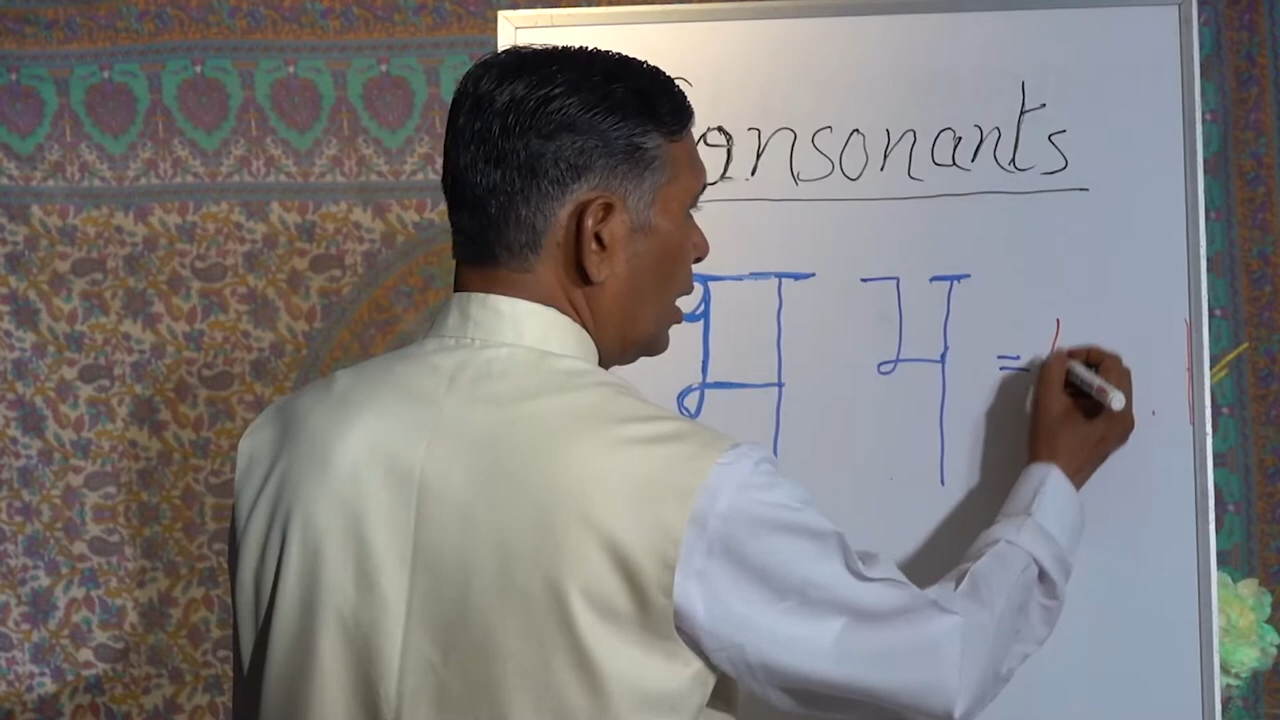 Consonants
भ भ =